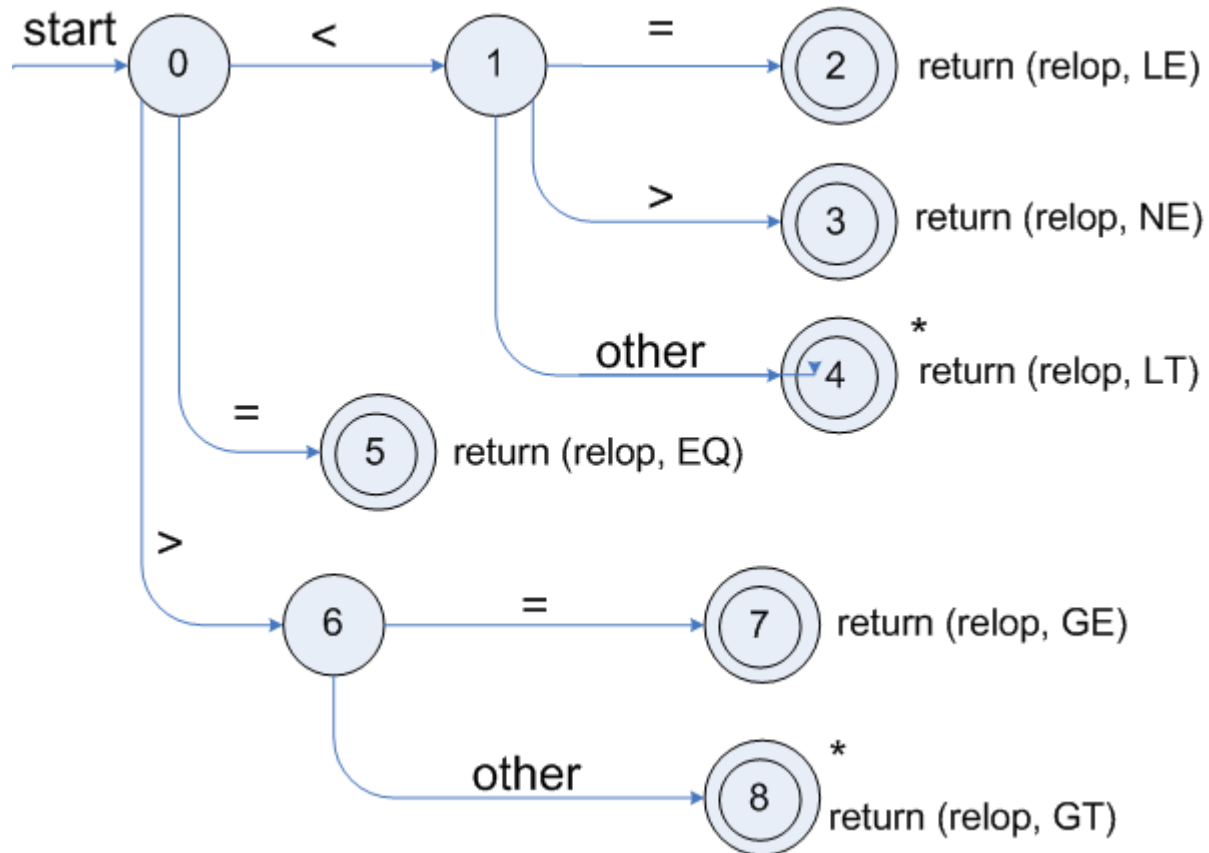 start
0
<
1
=
2
return (relop, LE)
>
3
return (relop, NE)
other
4
*
return (relop, LT)
=
5
return (relop, EQ)
>
6
=
7
return (relop, GE)
other
8
*
return (relop, GT)